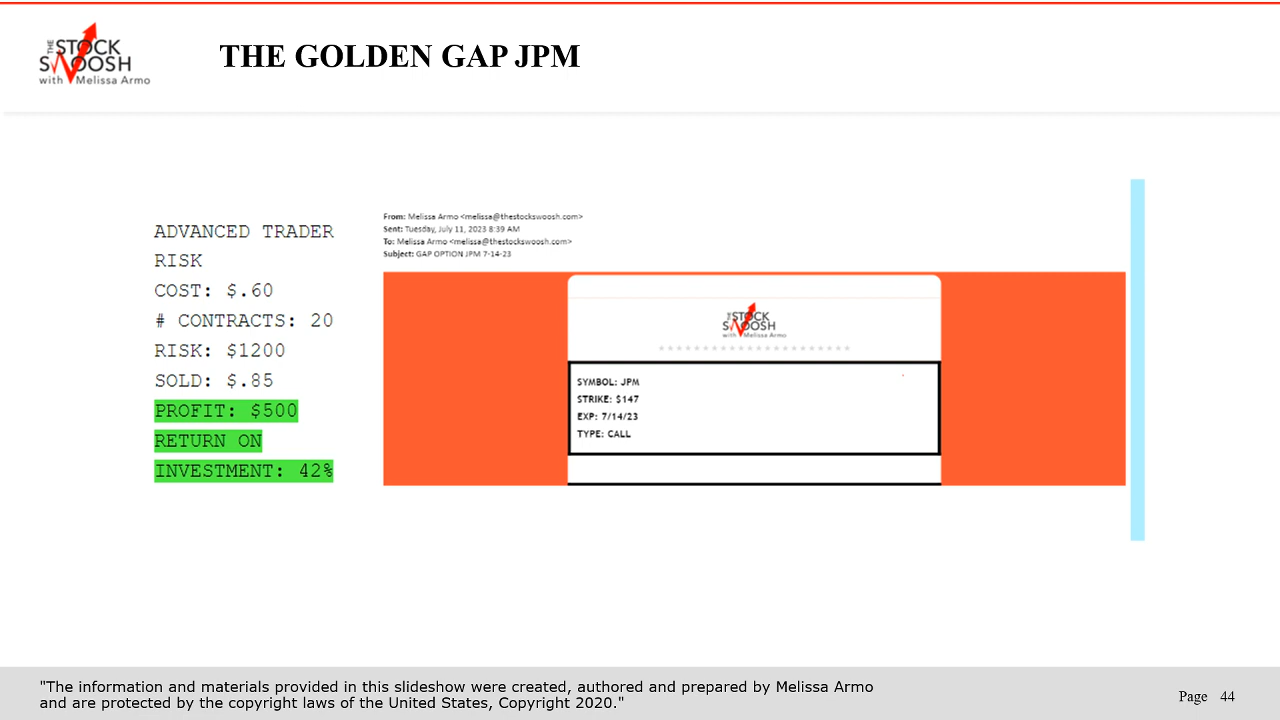 THE
STOCK
SWOOSH
with Melissa Armo
THE GOLDEN GAP JPM
ADVANCED TRADER
RISK
COST: $.60
# CONTRACTS: 20
RISK: $1200
SOLD: $.85
PROFIT: $500
RETURN ON
INVESTMENT: 42%
From: Melissa Armo <melissa@thestockswoosh.com>
Sent: Tuesday, July 11, 2023 8:39 AM
To: Melissa Armo <melissa@thestockswoosh.com>
Subject: GAP OPTION JPM 7-14-23
THE
STOCK
SWOOSH
with Melissa Armo
* * * * * * * * * * * * * * * * * * * * * *
SYMBOL: JPM
STRIKE: $147
EXP: 7/14/23
TYPE: CALL
"The information and materials provided in this slideshow were created, authored and prepared by Melissa Armo
and are protected by the copyright laws of the United States, Copyright 2020."
Page 44